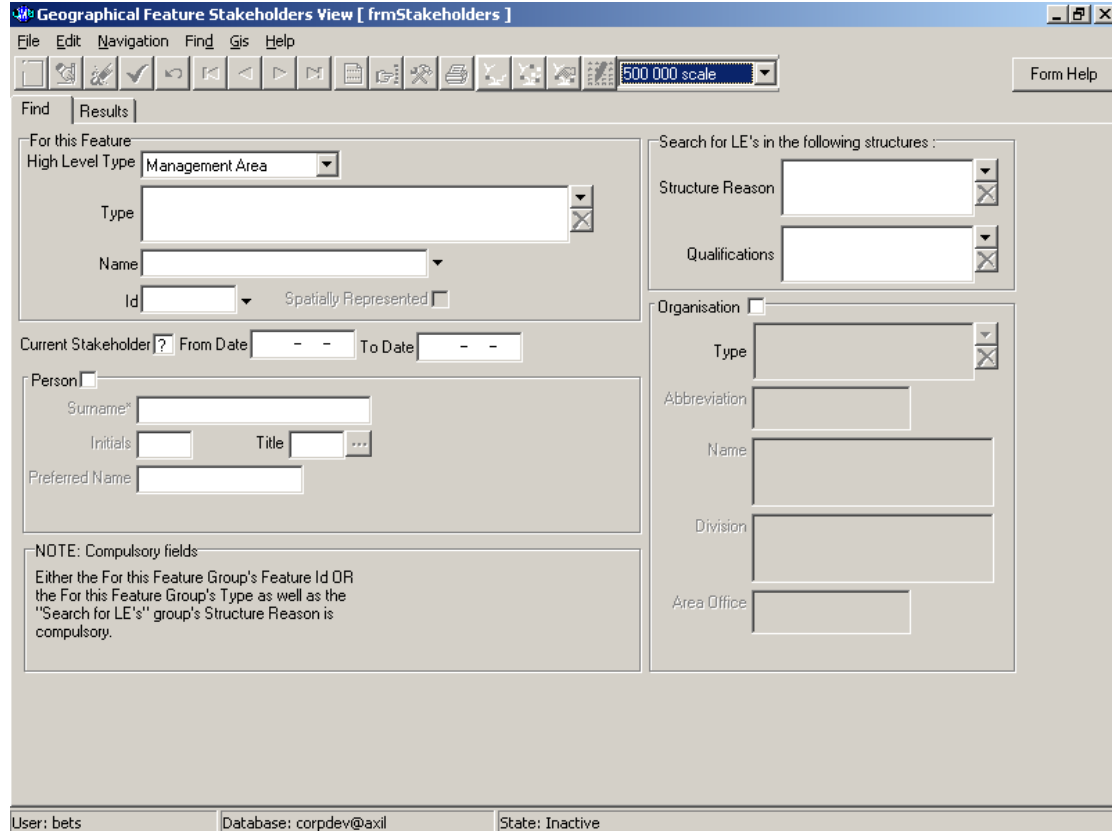 Geographical Feature Stakeholders View [ frmStakeholders ]
File Edit Navigation Find Gis Help
500 000 scale
Form Help
Find Results
For this Feature
High Level Type Management Area
Type
Name
Id Spatially Represented
Current Stakeholder ? From Date - - To Date - -
Person
Surname*
Initials Title ...
Preferred Name
NOTE: Compulsory fields
Either the For this Feature Group's Feature Id OR
the For this Feature Group's Type as well as the
"Search for LE's" group's Structure Reason is
compulsory.
Search for LE's in the following structures :
Structure Reason
Qualifications
Organisation
Type
Abbreviation
Name
Division
Area Office
User: bets Database: corpdev@axil State: Inactive